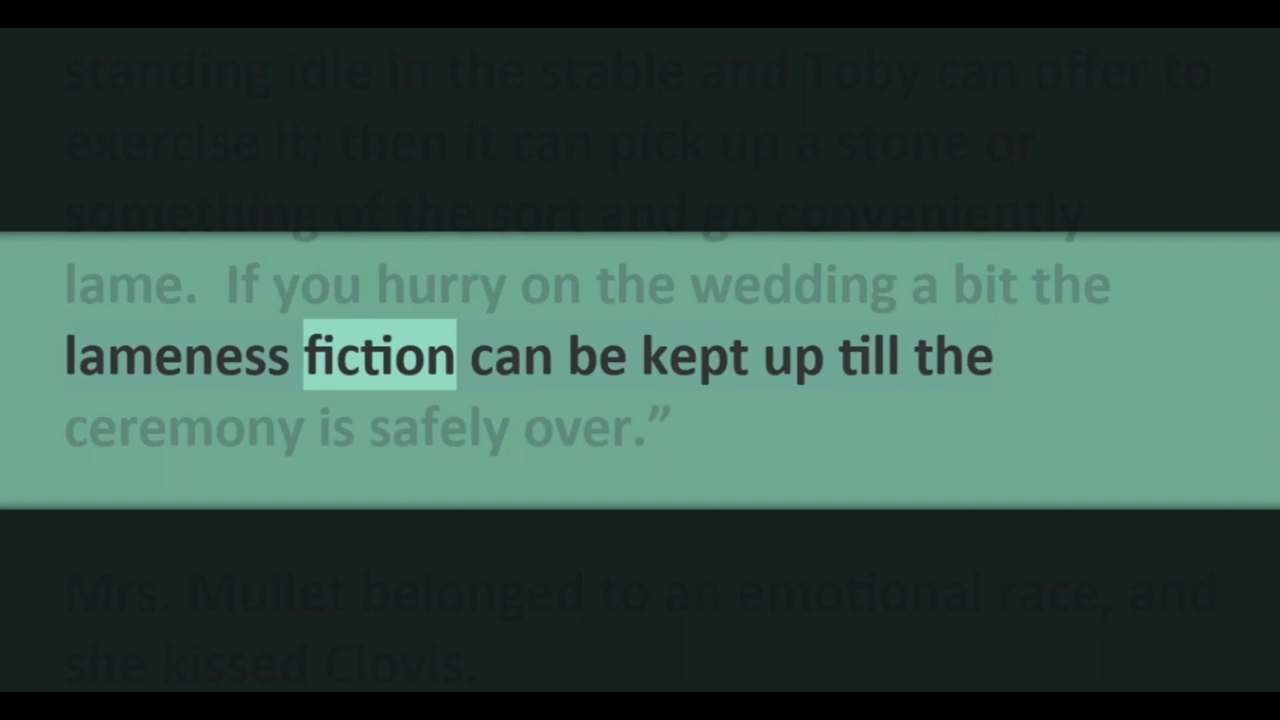 standing idle in the stable and Toby can offer to
exercise it; then it can pick up a stone or
something of the sort and go conveniently
lame.  If you hurry on the wedding a bit the
lameness fiction can be kept up till the
ceremony is safely over.”
Mrs. Mullet belonged to an emotional race, and
she kissed Clovis.